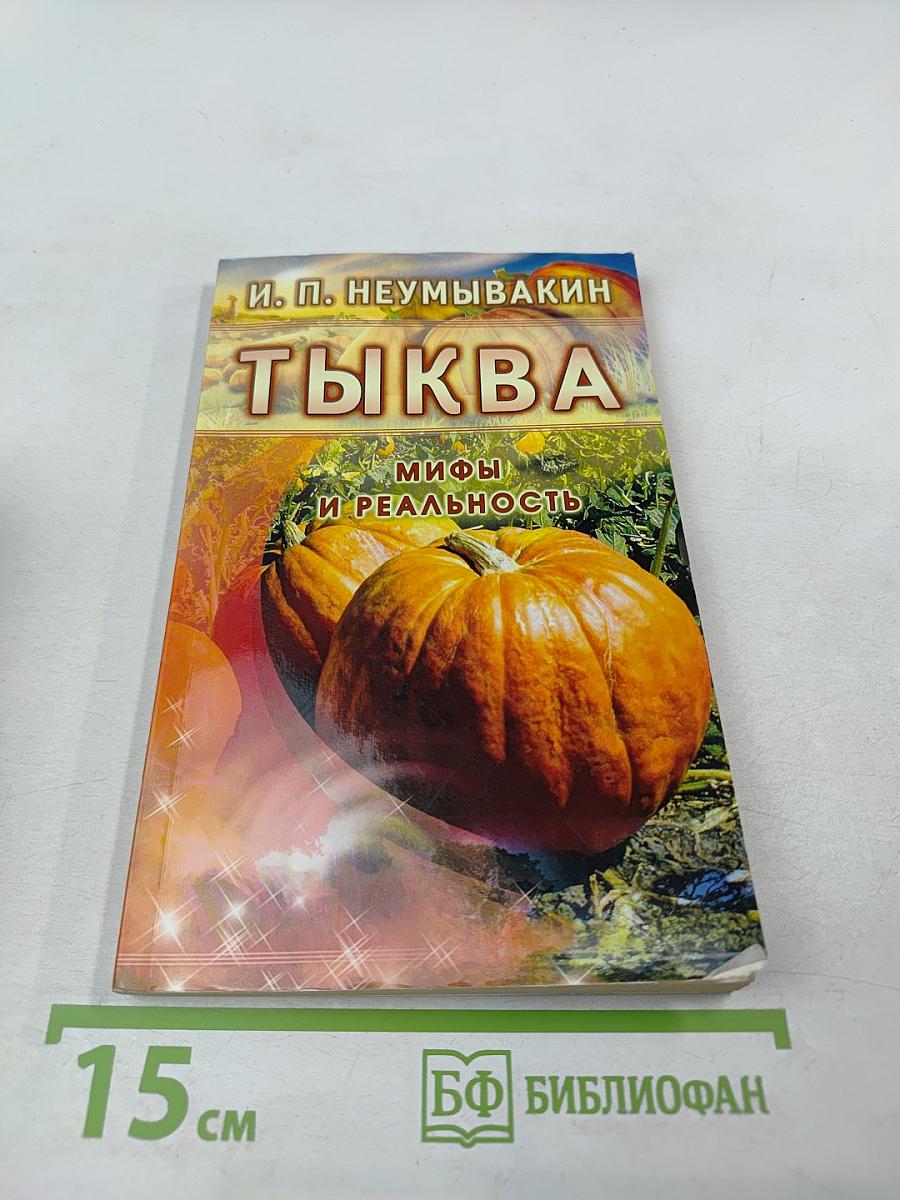 И. П. НЕУМЫВАКИН
ТЫКВА
МИФЫ
И РЕАЛЬНОСТЬ
15 см
БФ БИБЛИОФАН